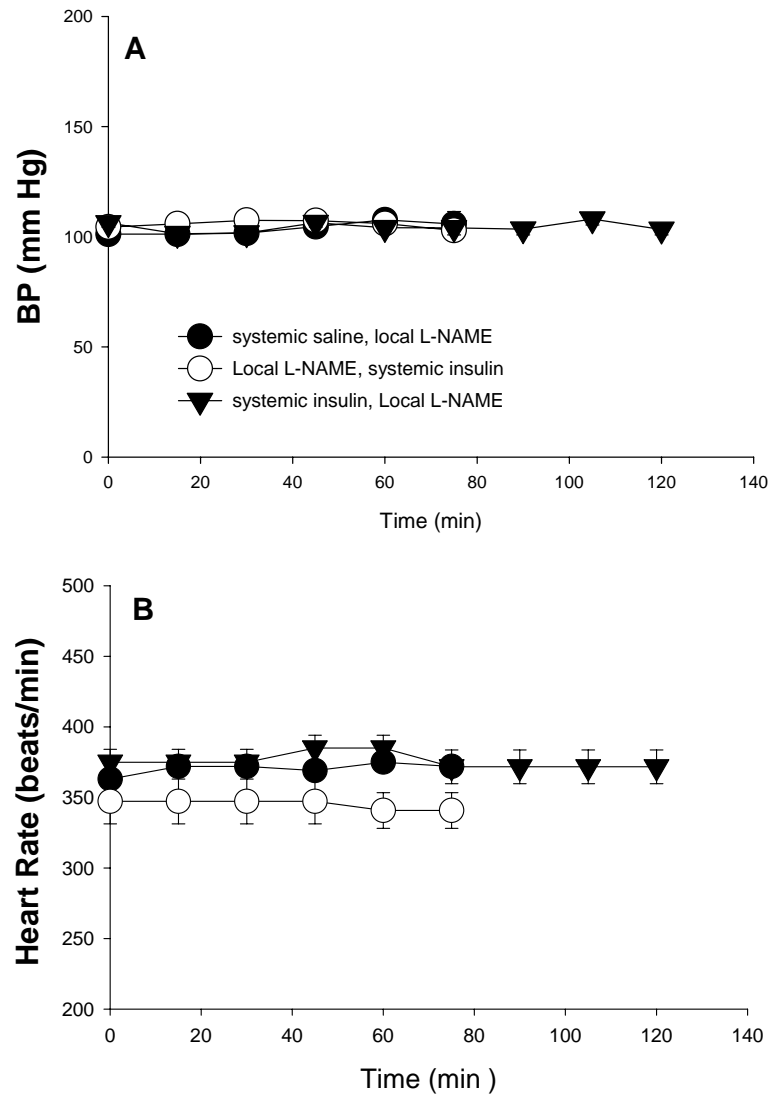 200
A
150
BP (mm Hg)
100
systemic saline, local L-NAME
50
Local L-NAME, systemic insulin
systemic insulin, Local L-NAME
0
0 20 40 60 80 100 120 140
Time (min)
500
B
450
Heart Rate (beats/min)
400
350
300
250
200
0 20 40 60 80 100 120 140
Time (min )